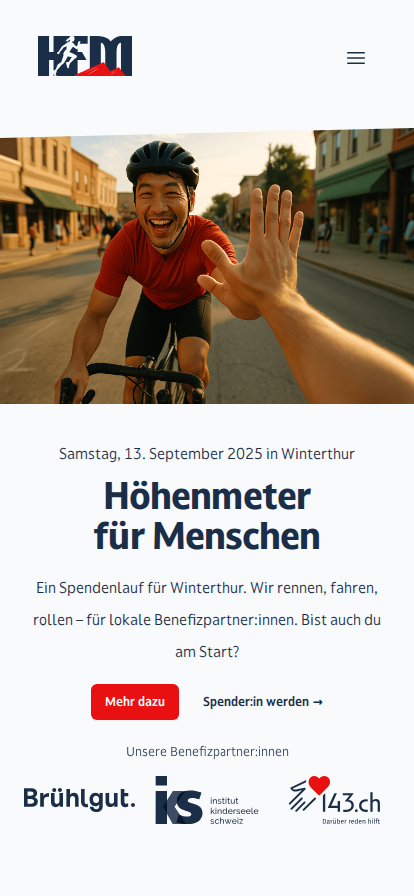 HFM
Samstag, 13. September 2025 in Winterthur
Höhenmeter
für Menschen
Ein Spendenlauf für Winterthur. Wir rennen, fahren,
rollen – für lokale Benefizpartner:innen. Bist auch du
am Start?
Mehr dazu
Spender:in werden →
Unsere Benefizpartner:innen
Brühlgut.
iks institut
kinderseele
schweiz
143.ch
Darüber reden hilft